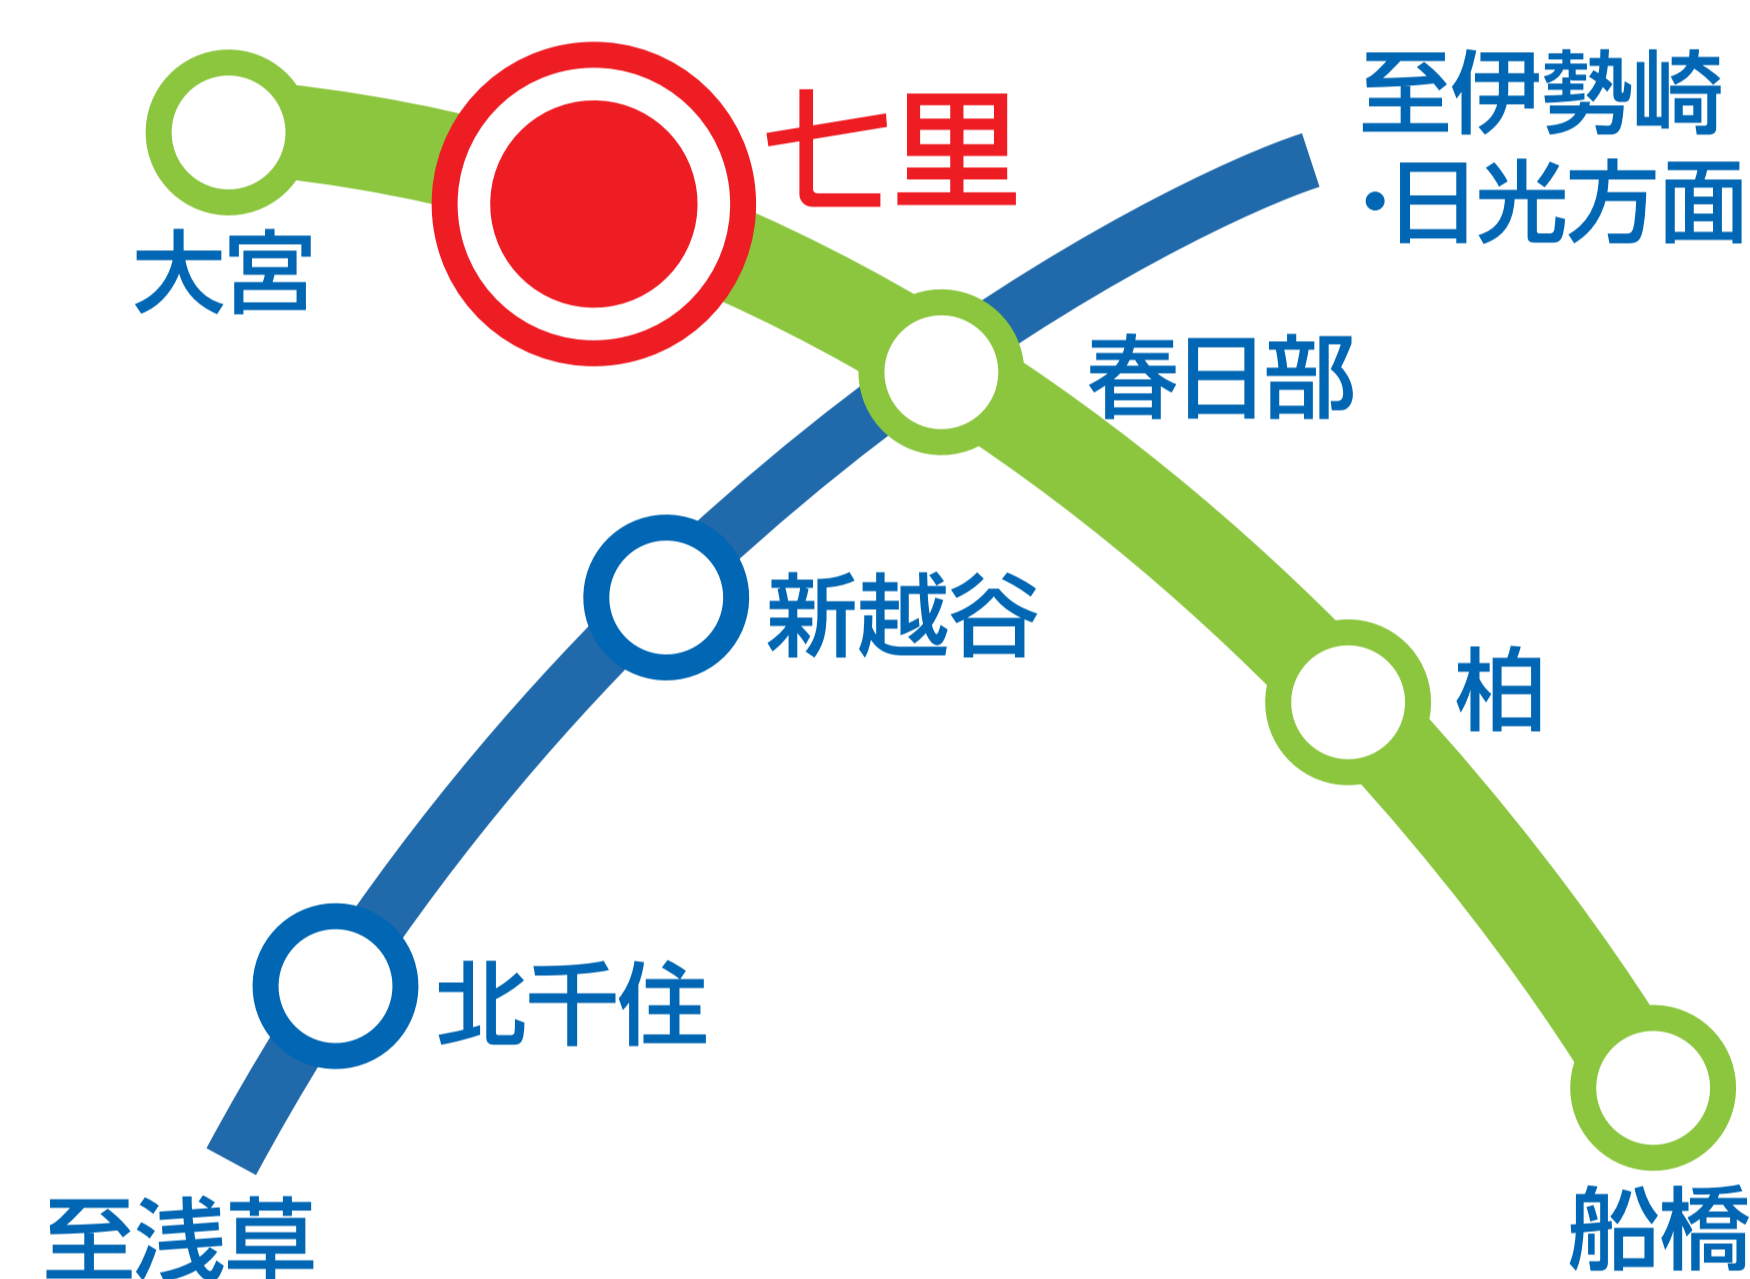 至伊勢崎
・日光方面
七里
大宮
春日部
新越谷
柏
北千住
至浅草
船橋